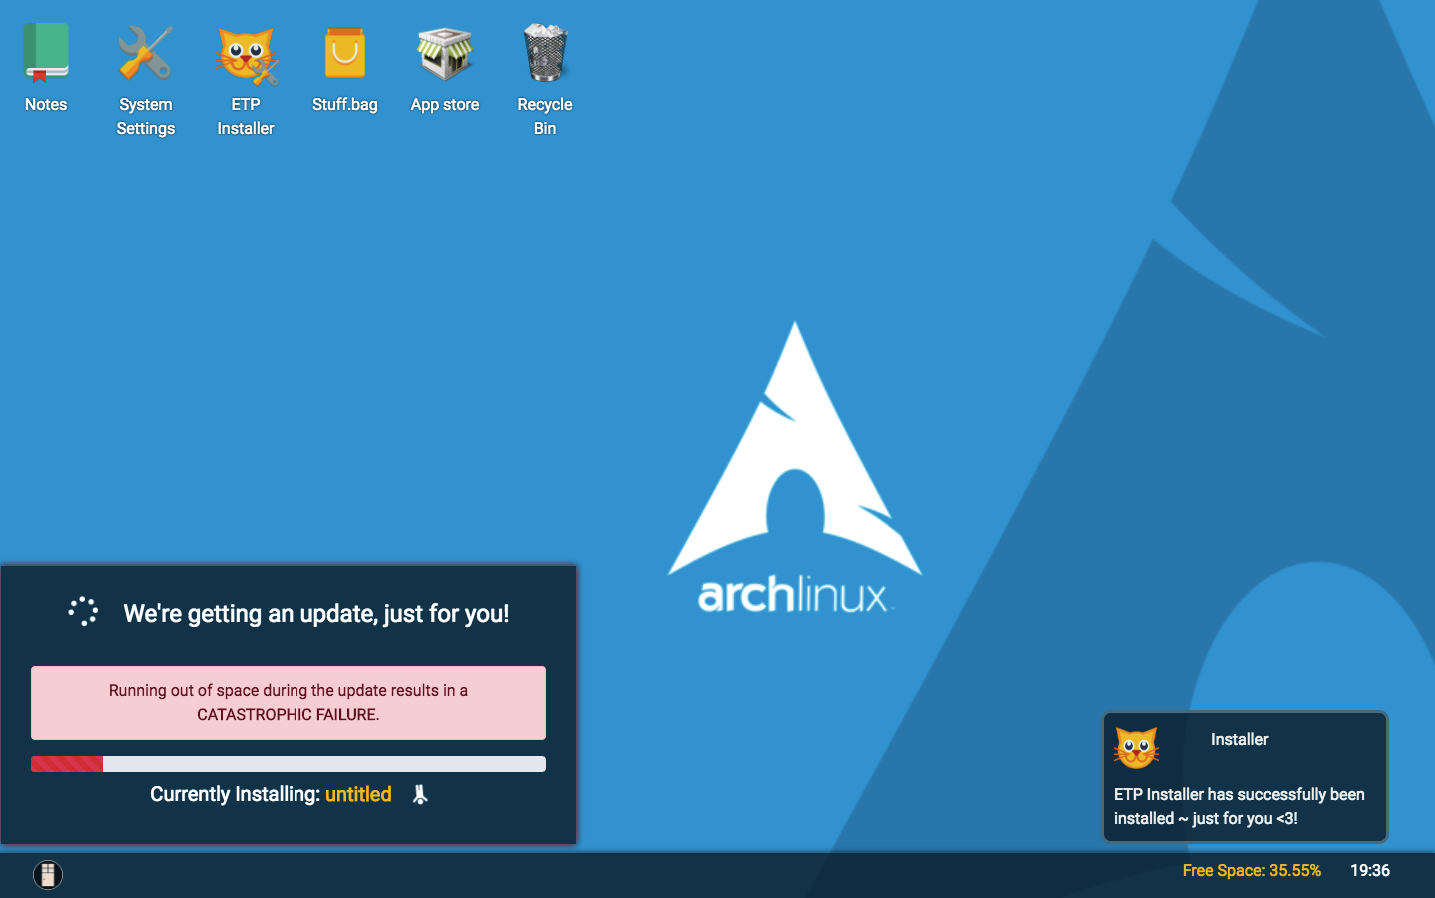 Notes
System
Settings
ETP
Installer
Stuff.bag
App store
Recycle
Bin
archlinux
We're getting an update, just for you!
Running out of space during the update results in a
CATASTROPHIC FAILURE.
Currently Installing: untitled
Installer
ETP Installer has successfully been
installed ~ just for you <3!
Free Space: 35.55%
19:36